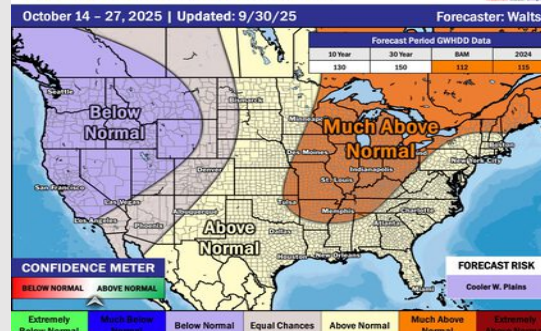 October 14 – 27, 2025 | Updated: 9/30/25
Forecaster: Walts
Forecast Period GWHDD Data
10 Year 30 Year BAM 2024
130 150 112 115
Seattle
Below
Normal
Bismarck
Minneapolis
Much Above
Normal
Boston
New York City
Des Moines
Indianapolis
Denver
St. Louis
San Francisco
Las Vegas
Los Angeles
Phoenix
Albuquerque
Tulsa
Memphis
Charlotte
Atlanta
Above
Normal
Dallas
Houston
New Orleans
Miami
CONFIDENCE METER
BELOW NORMAL
ABOVE NORMAL
FORECAST RISK
Cooler W. Plains
Extremely
Below Normal
Much Below
Below Normal
Equal Chances
Above Normal
Much Above
Normal
Extremely